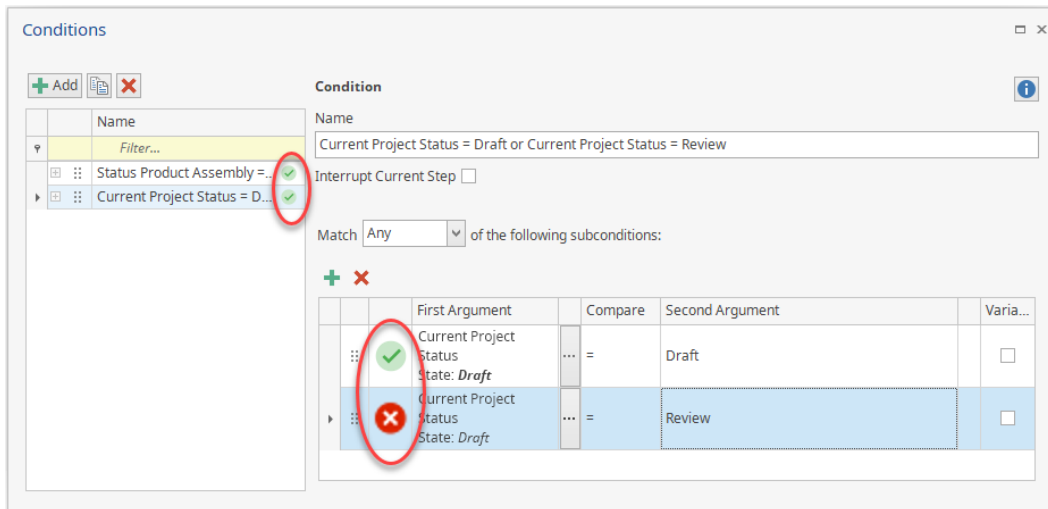 Conditions
Add
Name
Filter...
Status Product Assembly =...
Current Project Status = D...
Condition
Name
Current Project Status = Draft or Current Project Status = Review
Interrupt Current Step
Match Any of the following subconditions:
First Argument Compare Second Argument Varia...
Current Project
Status = Draft
State: Draft
Current Project
Status = Review
State: Draft